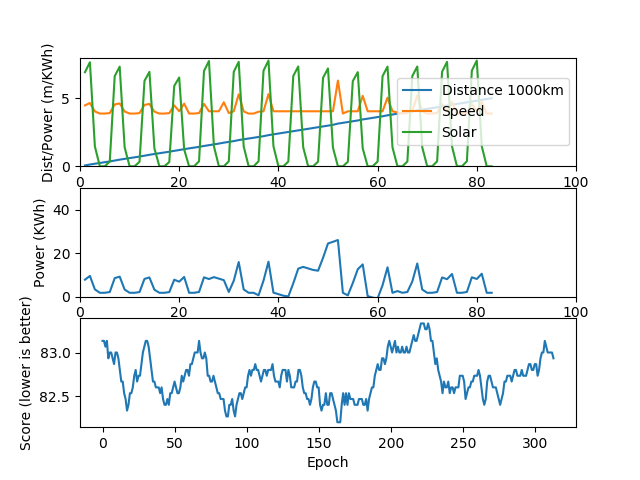 Dist/Power (m/KWh)
5
0
Distance 1000km
Speed
Solar
0 20 40 60 80 100
Power (KWh)
40
20
0
0 20 40 60 80 100
Score (lower is better)
83.0
82.5
0 50 100 150 200 250 300
Epoch